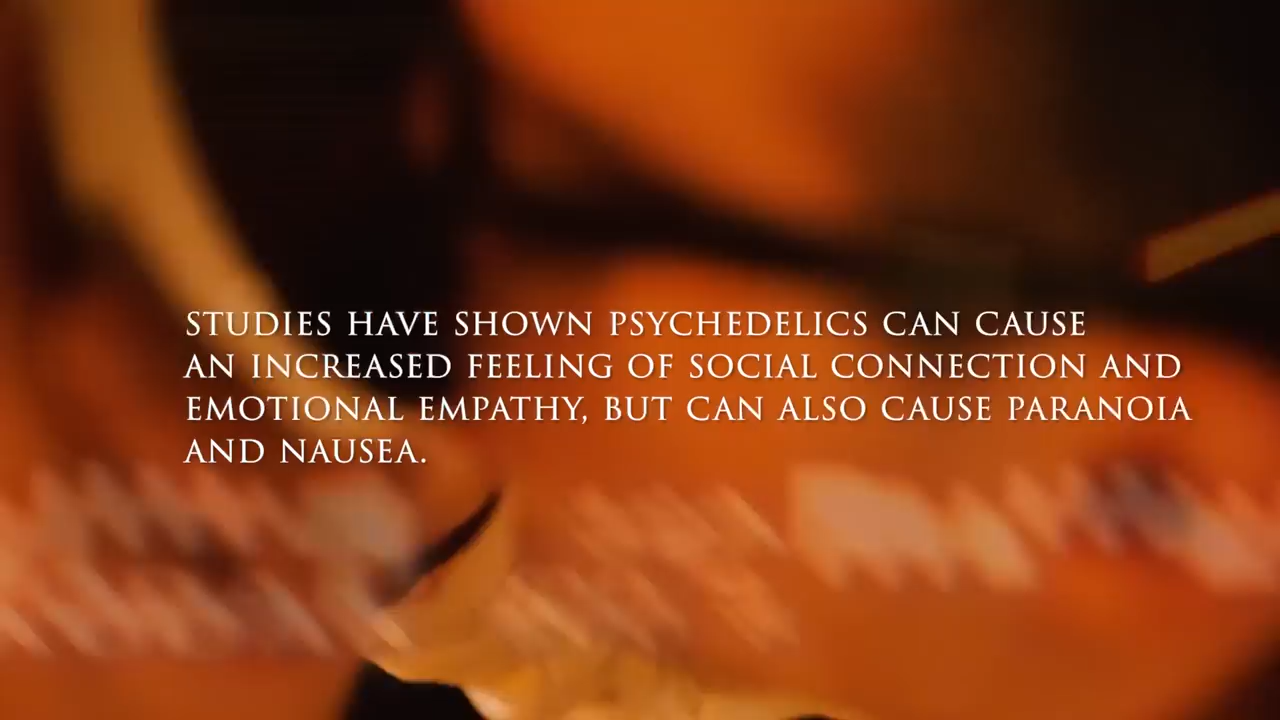 STUDIES HAVE SHOWN PSYCHEDELICS CAN CAUSE
AN INCREASED FEELING OF SOCIAL CONNECTION AND
EMOTIONAL EMPATHY, BUT CAN ALSO CAUSE PARANOIA
AND NAUSEA.